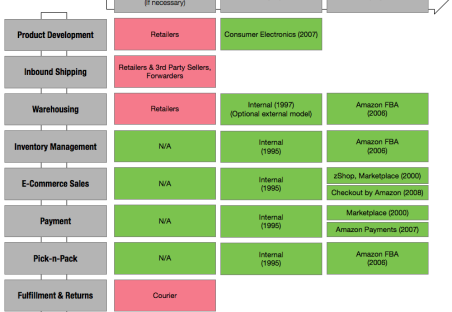 (If necessary)
Product Development
Retailers
Consumer Electronics (2007)
Inbound Shipping
Retailers & 3rd Party Sellers,
Forwarders
Warehousing
Retailers
Internal (1997)
(Optional external model)
Amazon FBA
(2006)
Inventory Management
N/A
Internal
(1995)
Amazon FBA
(2006)
E-Commerce Sales
N/A
Internal
(1995)
zShop, Marketplace (2000)
Checkout by Amazon (2008)
Payment
N/A
Internal
(1995)
Marketplace (2000)
Amazon Payments (2007)
Pick-n-Pack
N/A
Internal
(1995)
Amazon FBA
(2006)
Fulfillment & Returns
Courier